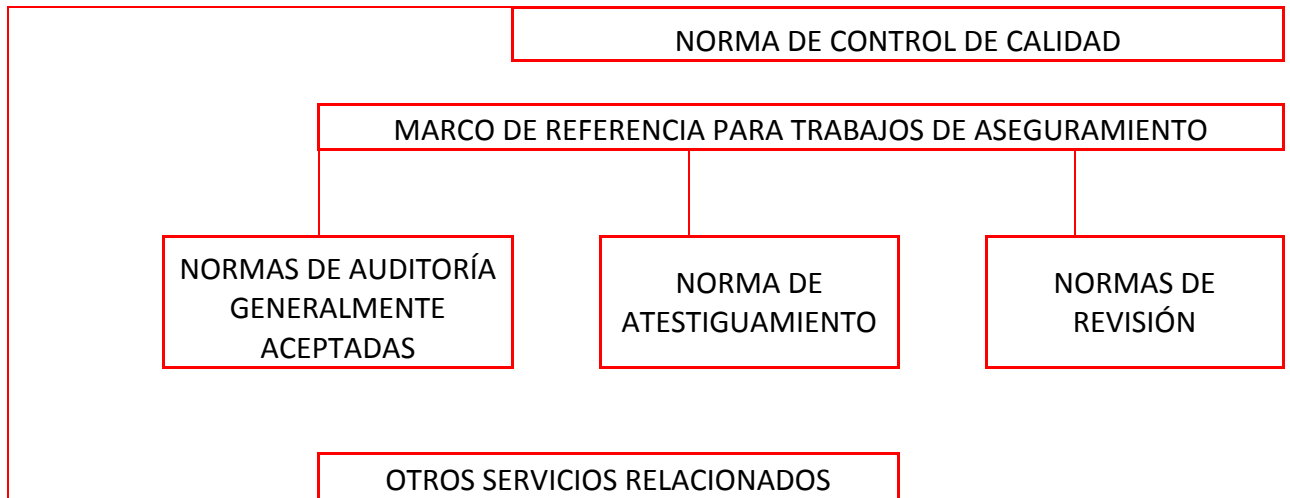 NORMA DE CONTROL DE CALIDAD
MARCO DE REFERENCIA PARA TRABAJOS DE ASEGURAMIENTO
NORMAS DE AUDITORÍA
GENERALMENTE
ACEPTADAS
NORMA DE
ATESTIGUAMIENTO
NORMAS DE
REVISIÓN
OTROS SERVICIOS RELACIONADOS